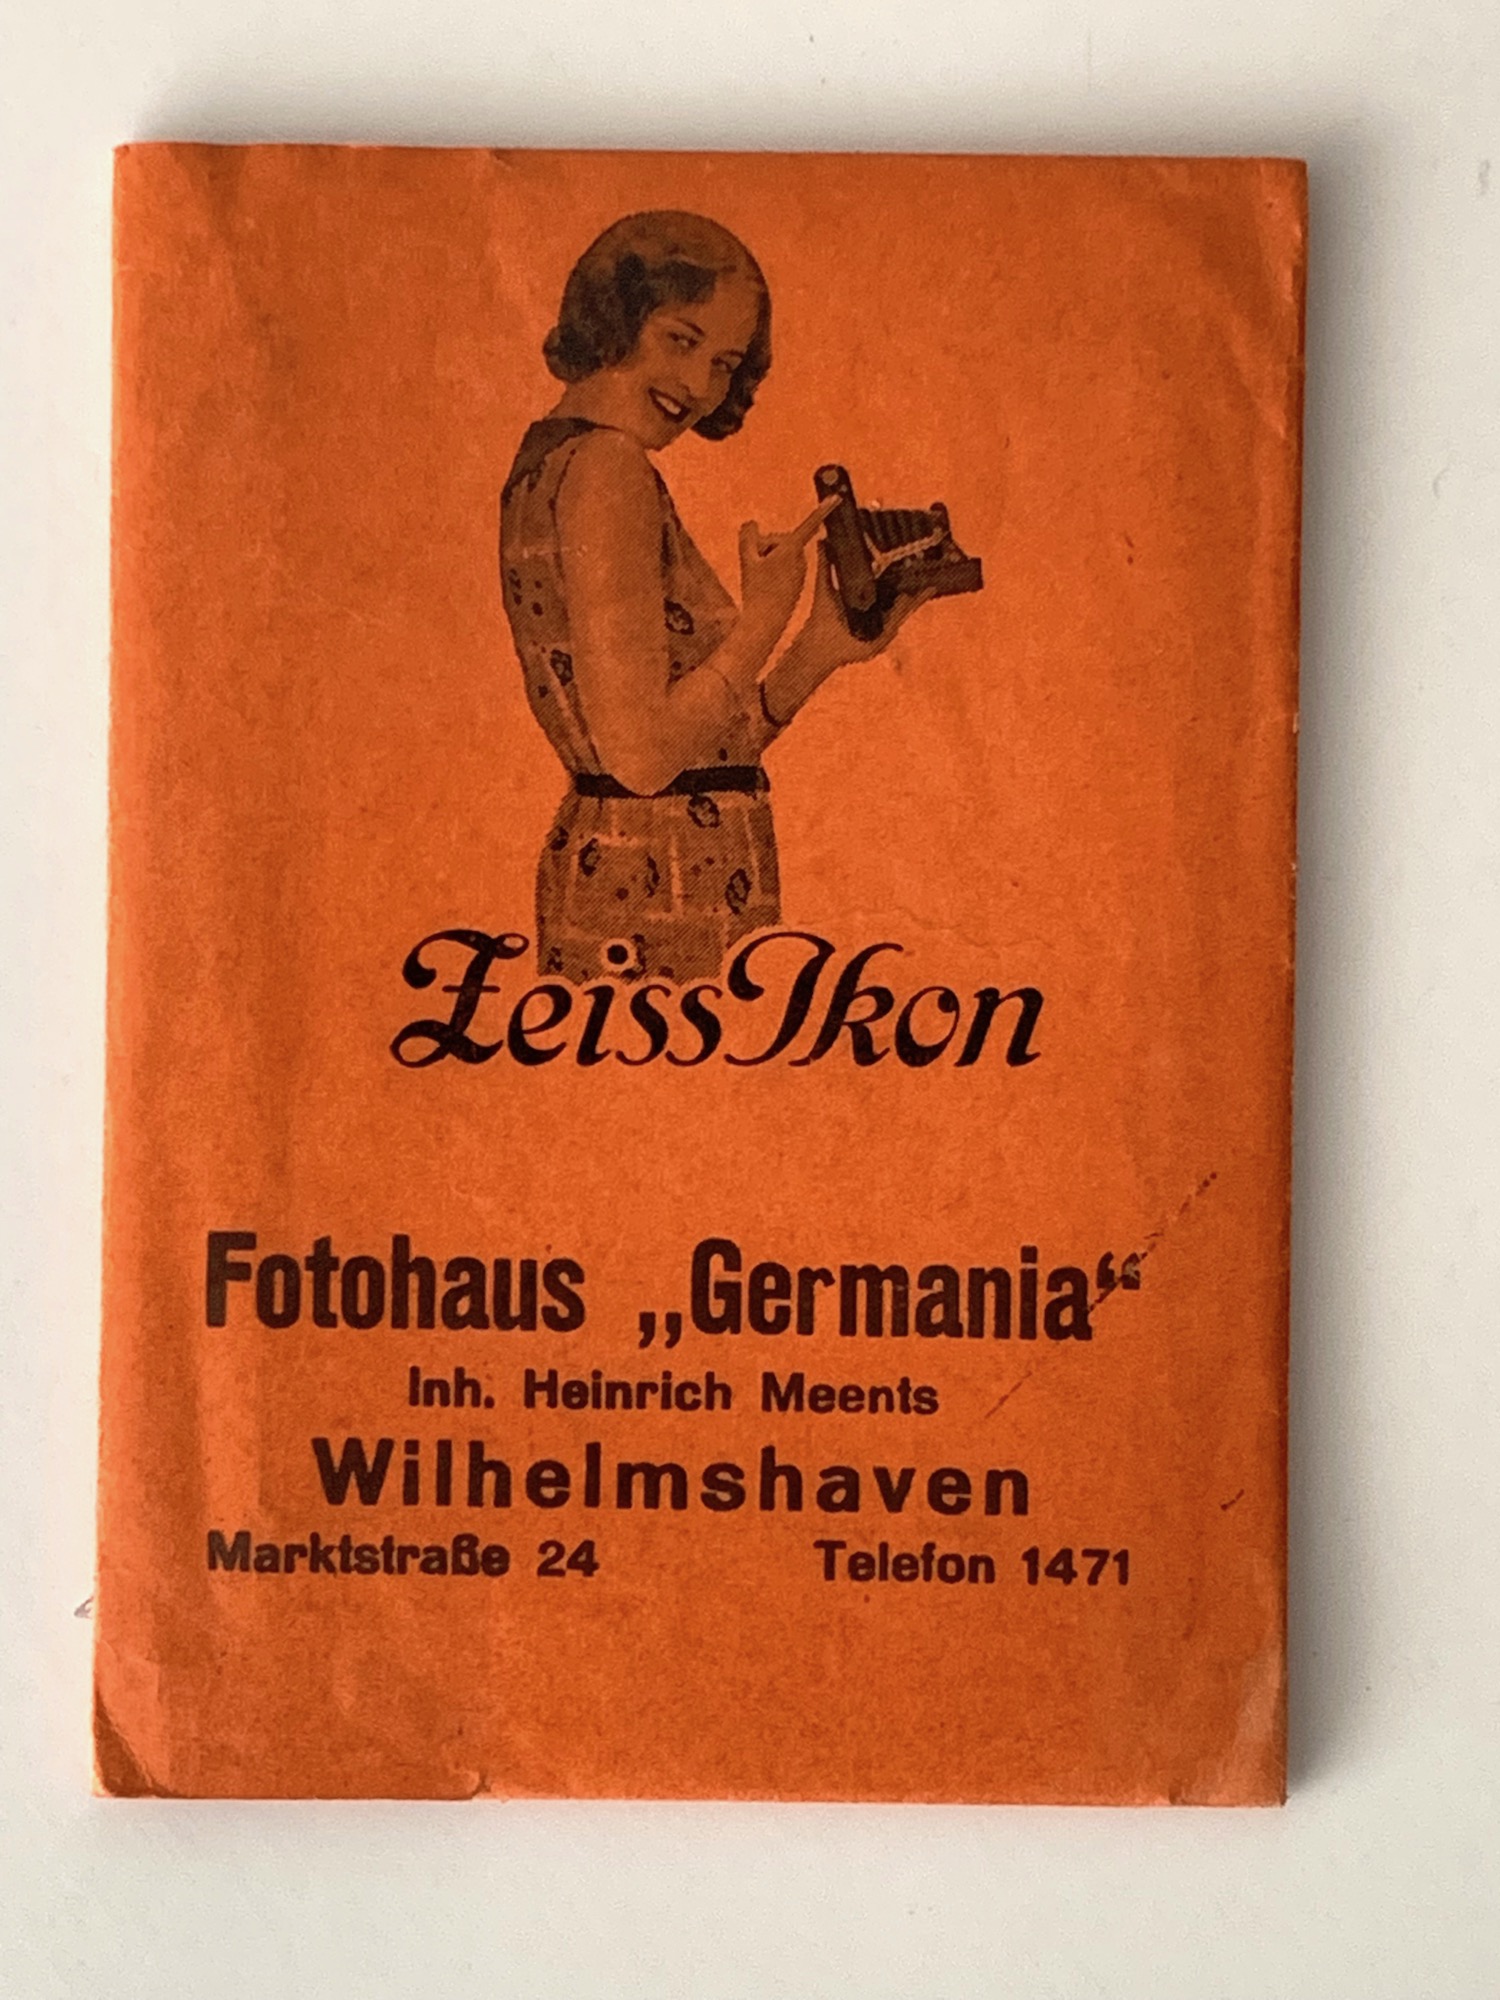 Zeiss Ikon
Fotohaus „Germania“
Inh. Heinrich Meents
Wilhelmshaven
Marktstraße 24 Telefon 1471